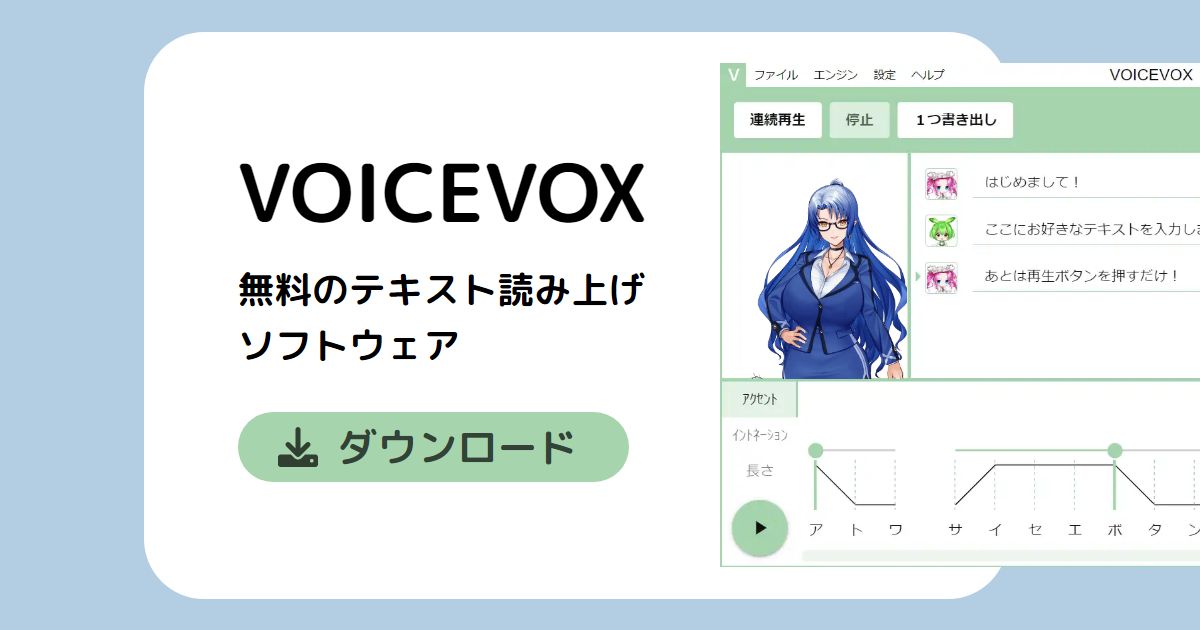 VOICEVOX
無料のテキスト読み上げ
ソフトウェア
ダウンロード
V ファイル エンジン 設定 ヘルプ VOICEVOX
連続再生 停止 1つ書き出し
はじめまして!
ここにお好きなテキストを入力し
あとは再生ボタンを押すだけ!
アクセント
イントネーション
長さ
ア ト ワ サ イ セ エ ボ タ ン